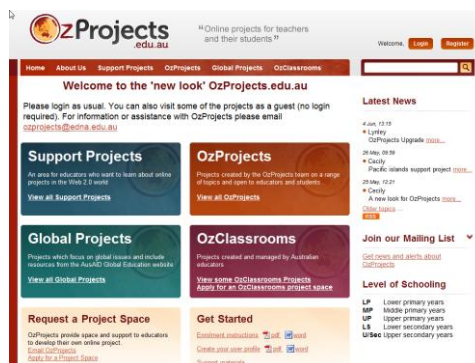 OzProjects
.edu.au
"Online projects for teachers
and their students"
Welcome, Login Register
Home About Us Support Projects OzProjects Global Projects OzClassrooms
Welcome to the 'new look' OzProjects.edu.au
Please login as usual. You can also visit some of the projects as a guest (no login
required). For information or assistance with OzProjects please email
ozprojects@edna.edu.au
Support Projects
An area for educators who want to learn about online
projects in the Web 2.0 world
View all Support Projects
OzProjects
Projects created by the OzProjects team on a range
of topics and open to educators and students
View all OzProjects
Global Projects
Projects which focus on global issues and include
resources from the AusAID Global Education website
View all Global Projects
OzClassrooms
Projects created and managed by Australian
educators
View some OzClassrooms Projects
Apply for an OzClassrooms project space
Request a Project Space
OzProjects provide space and support to educators
to develop their own online project.
Email OzProjects
Apply for a Project Space
Get Started
Enrolment instructions pdf word
Create your user profile pdf word
Support materials
Latest News
4 Jun, 13:15
Lynley
OzProjects Upgrade more...
26 May, 09:59
Cecily
Pacific islands support project more...
25 May, 12:21
Cecily
A new look for OzProjects more...
Older topics ...
RSS
Join our Mailing List
Get news and alerts about
OzProjects
Level of Schooling
LP Lower primary years
MP Middle primary years
UP Upper primary years
LS Lower secondary years
U/Sec Upper secondary years